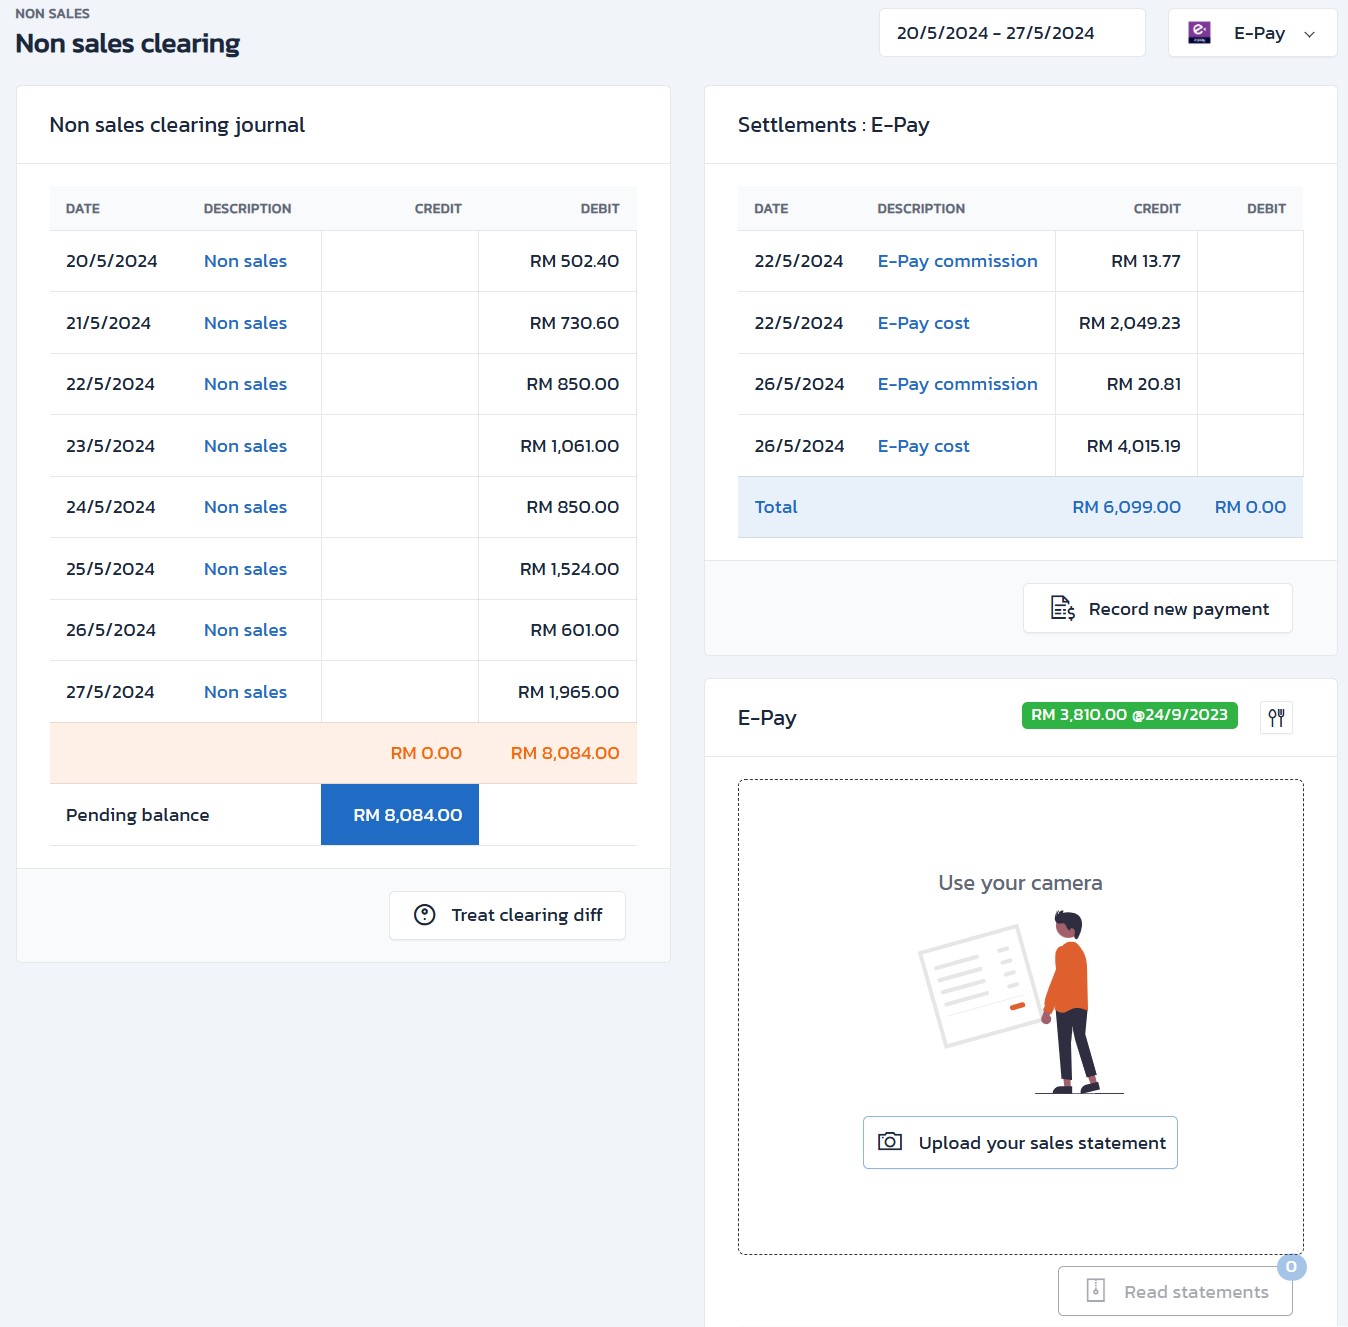 NON SALES
Non sales clearing
20/5/2024 - 27/5/2024
E-Pay
Non sales clearing journal
DATE DESCRIPTION CREDIT DEBIT
20/5/2024 Non sales RM 502.40
21/5/2024 Non sales RM 730.60
22/5/2024 Non sales RM 850.00
23/5/2024 Non sales RM 1,061.00
24/5/2024 Non sales RM 850.00
25/5/2024 Non sales RM 1,524.00
26/5/2024 Non sales RM 601.00
27/5/2024 Non sales RM 1,965.00
RM 0.00 RM 8,084.00
Pending balance RM 8,084.00
Treat clearing diff
Settlements : E-Pay
DATE DESCRIPTION CREDIT DEBIT
22/5/2024 E-Pay commission RM 13.77
22/5/2024 E-Pay cost RM 2,049.23
26/5/2024 E-Pay commission RM 20.81
26/5/2024 E-Pay cost RM 4,015.19
Total RM 6,099.00 RM 0.00
Record new payment
E-Pay RM 3,810.00 @24/9/2023
Use your camera
Upload your sales statement
0
Read statements